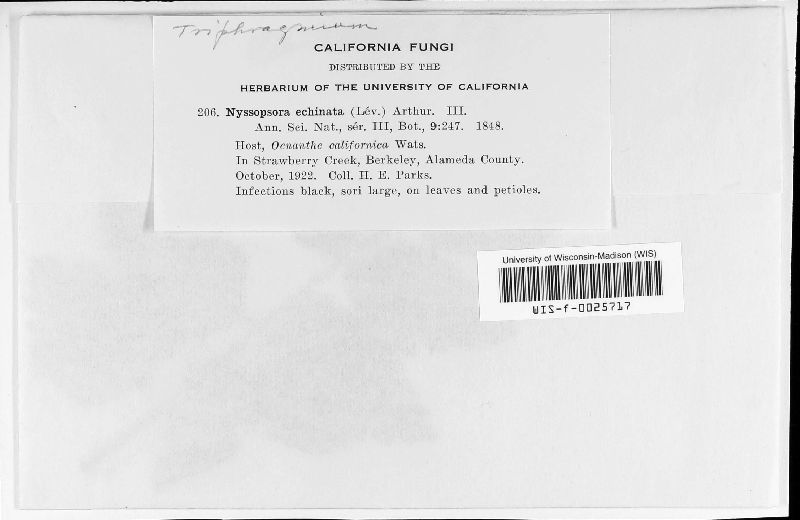 Triphragmium
CALIFORNIA FUNGI
DISTRIBUTED BY THE
HERBARIUM OF THE UNIVERSITY OF CALIFORNIA
206. Nyssopsora echinata (Lév.) Arthur. III.
Ann. Sci. Nat., sér. III, Bot., 9:247. 1848.
Host, Oenanthe californica Wats.
In Strawberry Creek, Berkeley, Alameda County.
October, 1922. Coll. H. E. Parks.
Infections black, sori large, on leaves and petioles.
University of Wisconsin-Madison (WIS)
WIS-f-0025717